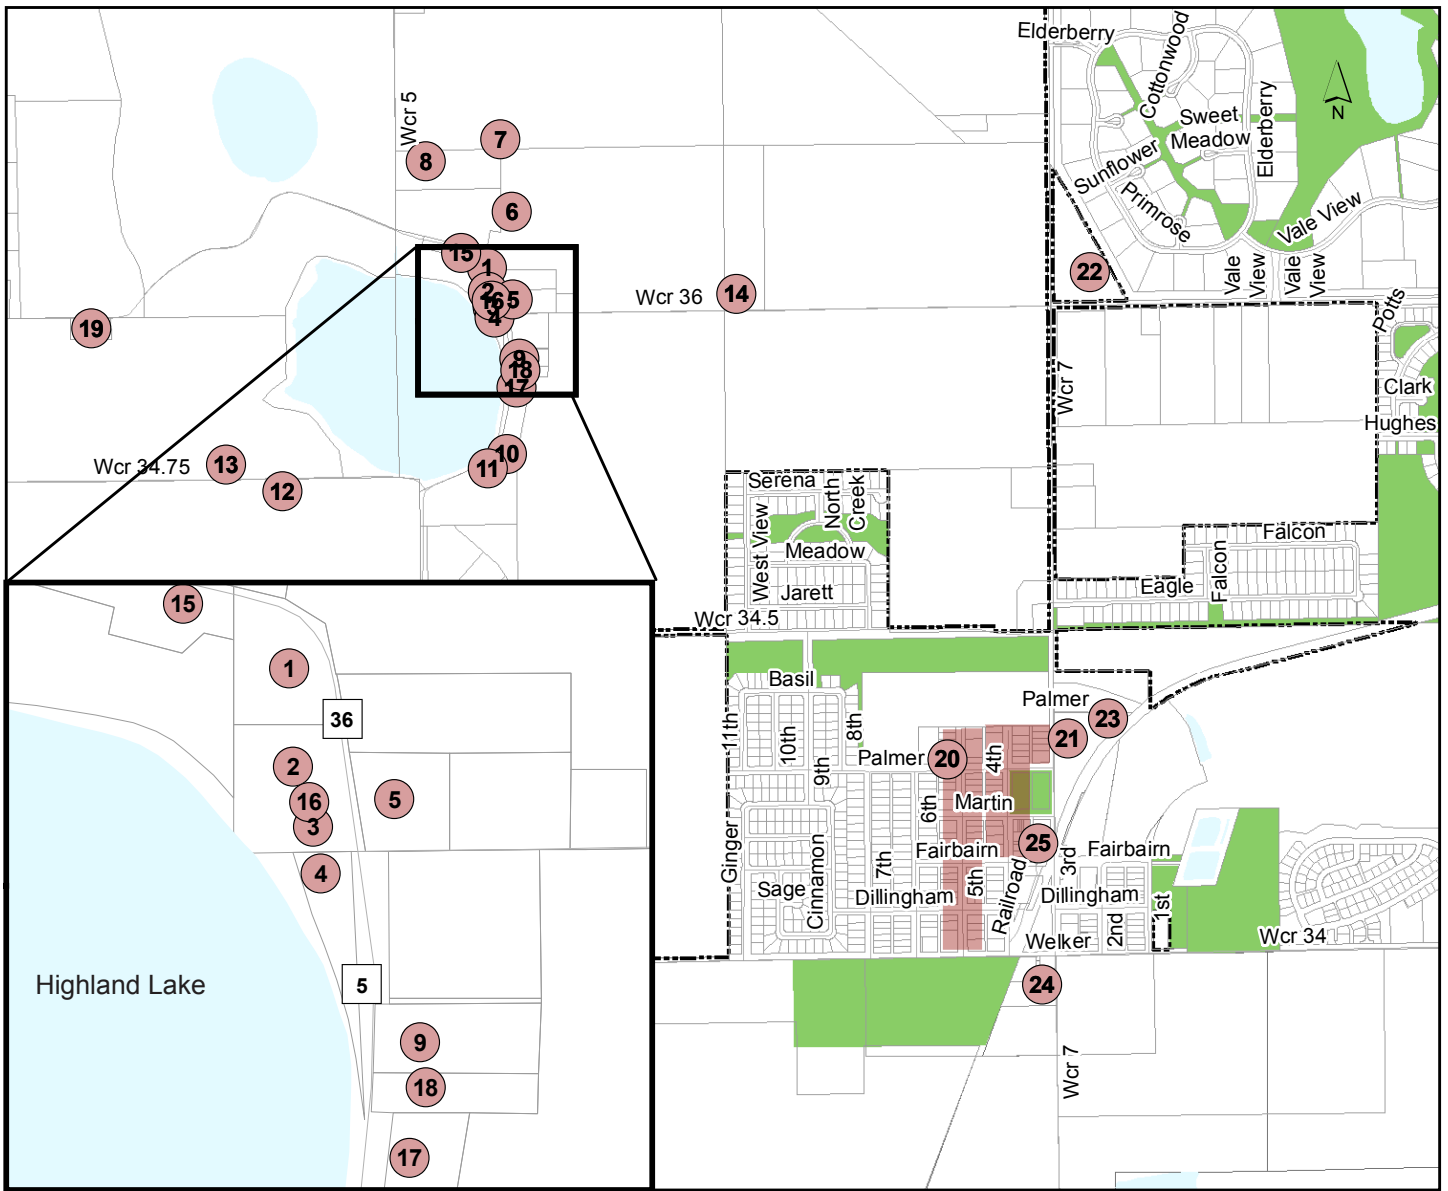 Elderberry
Cottonwood
Sweet
Meadow
Elderberry
N
Sunflower
Primrose
Vale View
Vale
View
Vale
View
Wcr 5
7
8
6
15
1
2
16
5
3
4
Wcr 36
14
22
19
9
18
17
Potts
Wcr 7
Clark
Hughes
10
11
Wcr 34.75
13
12
Serena
North
Creek
West View
Meadow
Jarett
Falcon
Falcon
Eagle
Wcr 34.5
15
1
36
2
16
3
5
4
5
Highland Lake
9
18
17
Basil
11th
10th
9th
8th
Palmer
23
21
Palmer
20
4th
6th
Martin
25
Fairbairn
3rd
Fairbairn
Ginger
Cinnamon
Sage
7th
5th
Dillingham
Railroad
Dillingham
2nd
1st
Welker
Wcr 34
24
Wcr 7